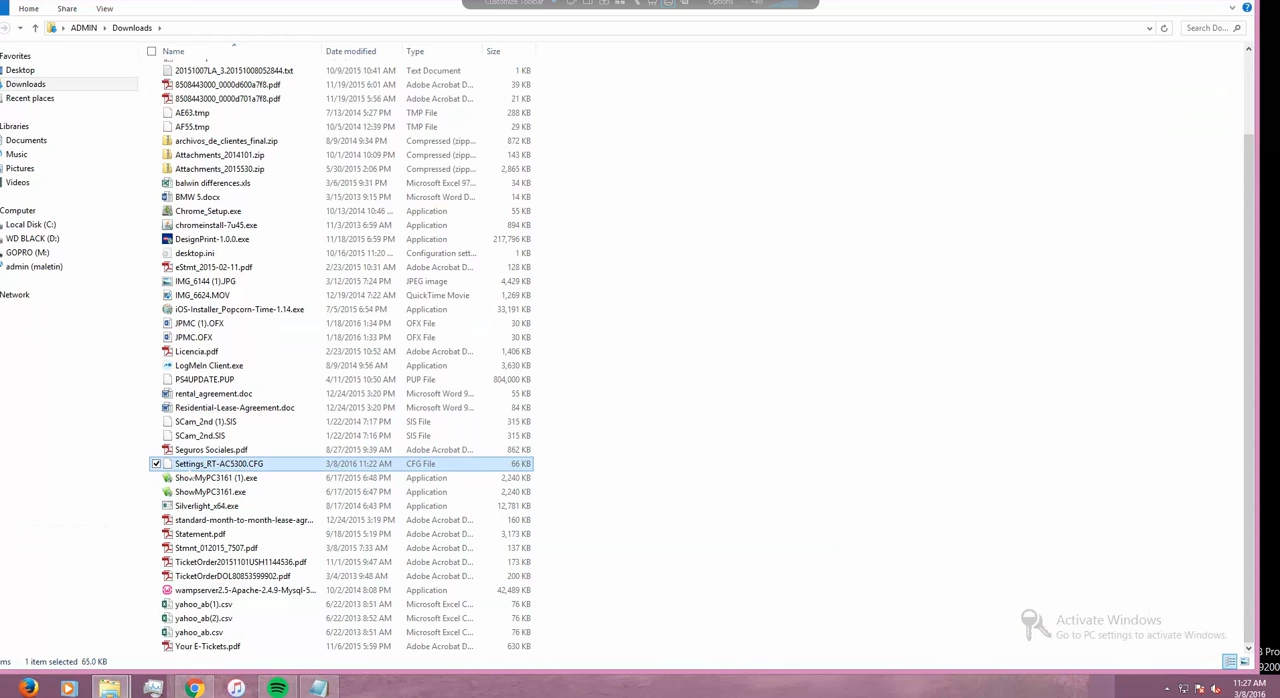 Home Share View
Customize Toolbar Options
ADMIN Downloads Search Do...
Favorites
Desktop
Downloads
Recent places
Libraries
Documents
Music
Pictures
Videos
Computer
Local Disk (C:)
WD BLACK (D:)
GOPRO (M:)
admin (maletin)
Network
Name Date modified Type Size
20151007LA_3.20151008052844.txt 10/9/2015 10:41 AM Text Document 1 KB
8508443000_0000d600a7f8.pdf 11/19/2015 6:01 AM Adobe Acrobat D... 39 KB
8508443000_0000d701a7f8.pdf 11/19/2015 5:56 AM Adobe Acrobat D... 21 KB
AE63.tmp 7/13/2014 5:27 PM TMP File 288 KB
AF55.tmp 10/5/2014 12:39 PM TMP File 29 KB
archivos_de_clientes_final.zip 8/9/2014 9:34 PM Compressed (zipp... 872 KB
Attachments_2014101.zip 10/1/2014 10:09 PM Compressed (zipp... 143 KB
Attachments_2015530.zip 5/30/2015 2:06 PM Compressed (zipp... 2,865 KB
balwin differences.xls 3/6/2015 9:31 PM Microsoft Excel 97... 34 KB
BMW 5.docx 3/15/2013 9:15 PM Microsoft Word D... 14 KB
Chrome_Setup.exe 10/13/2014 10:46 ... Application 55 KB
chromeinstall-7u45.exe 11/3/2013 6:59 AM Application 894 KB
DesignPrint-1.0.0.exe 11/18/2015 6:59 PM Application 217,796 KB
desktop.ini 10/16/2015 11:20 ... Configuration sett... 1 KB
eStmt_2015-02-11.pdf 2/23/2015 10:31 AM Adobe Acrobat D... 128 KB
IMG_6144 (1).JPG 3/12/2015 7:24 PM JPEG image 4,429 KB
IMG_6624.MOV 12/19/2014 7:22 AM QuickTime Movie 1,269 KB
iOS-Installer_Popcorn-Time-1.14.exe 7/5/2015 6:54 PM Application 33,191 KB
JPMC (1).OFX 1/18/2016 1:34 PM OFX File 30 KB
JPMC.OFX 1/18/2016 1:33 PM OFX File 30 KB
Licencia.pdf 2/23/2015 10:52 AM Adobe Acrobat D... 1,406 KB
LogMeIn Client.exe 8/9/2014 9:56 AM Application 3,630 KB
PS4UPDATE.PUP 4/11/2015 10:50 AM PUP File 804,000 KB
rental_agreement.doc 12/24/2015 3:20 PM Microsoft Word 9... 55 KB
Residential-Lease-Agreement.doc 12/24/2015 3:20 PM Microsoft Word 9... 84 KB
SCam_2nd (1).SIS 1/22/2014 7:17 PM SIS File 315 KB
SCam_2nd.SIS 1/22/2014 7:16 PM SIS File 315 KB
Seguros Sociales.pdf 8/27/2015 9:39 AM Adobe Acrobat D... 862 KB
Settings_RT-AC5300.CFG 3/8/2016 11:22 AM CFG File 66 KB
ShowMyPC3161 (1).exe 6/17/2015 6:48 PM Application 2,240 KB
ShowMyPC3161.exe 6/17/2015 6:47 PM Application 2,240 KB
Silverlight_x64.exe 8/17/2014 6:43 PM Application 12,781 KB
standard-month-to-month-lease-agr... 12/24/2015 3:19 PM Adobe Acrobat D... 160 KB
Statement.pdf 9/18/2015 5:19 PM Adobe Acrobat D... 3,173 KB
Stmnt_012015_7507.pdf 3/8/2015 7:33 AM Adobe Acrobat D... 137 KB
TicketOrder20151101USH1144536.pdf 11/1/2015 9:47 AM Adobe Acrobat D... 173 KB
TicketOrderDOL80853599902.pdf 3/4/2013 9:48 AM Adobe Acrobat D... 200 KB
wampserver2.5-Apache-2.4.9-Mysql-5... 10/2/2014 8:08 PM Application 42,489 KB
yahoo_ab(1).csv 6/22/2013 8:51 AM Microsoft Excel C... 76 KB
yahoo_ab(2).csv 6/22/2013 8:51 AM Microsoft Excel C... 76 KB
yahoo_ab.csv 6/22/2013 8:51 AM Microsoft Excel C... 76 KB
Your E-Tickets.pdf 11/6/2015 5:59 PM Adobe Acrobat D... 630 KB
Activate Windows
Go to PC settings to activate Windows.
ms 1 item selected 65.0 KB
Pro
9200
11:27 AM
3/8/2016